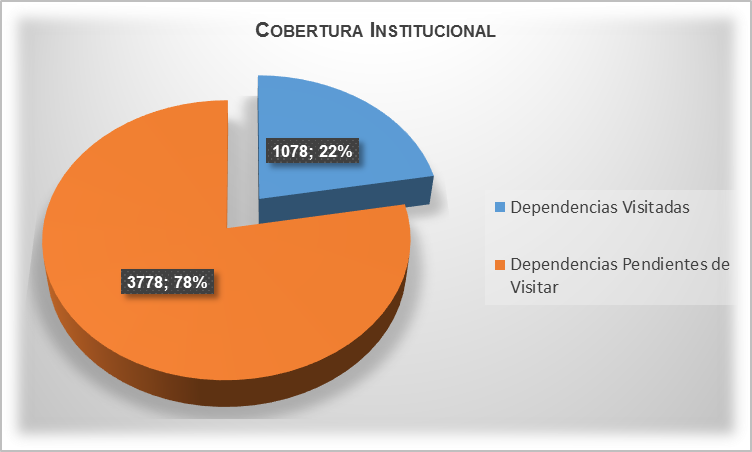 COBERTURA INSTITUCIONAL
1078; 22%
3778; 78%
Dependencias Visitadas
Dependencias Pendientes de
Visitar